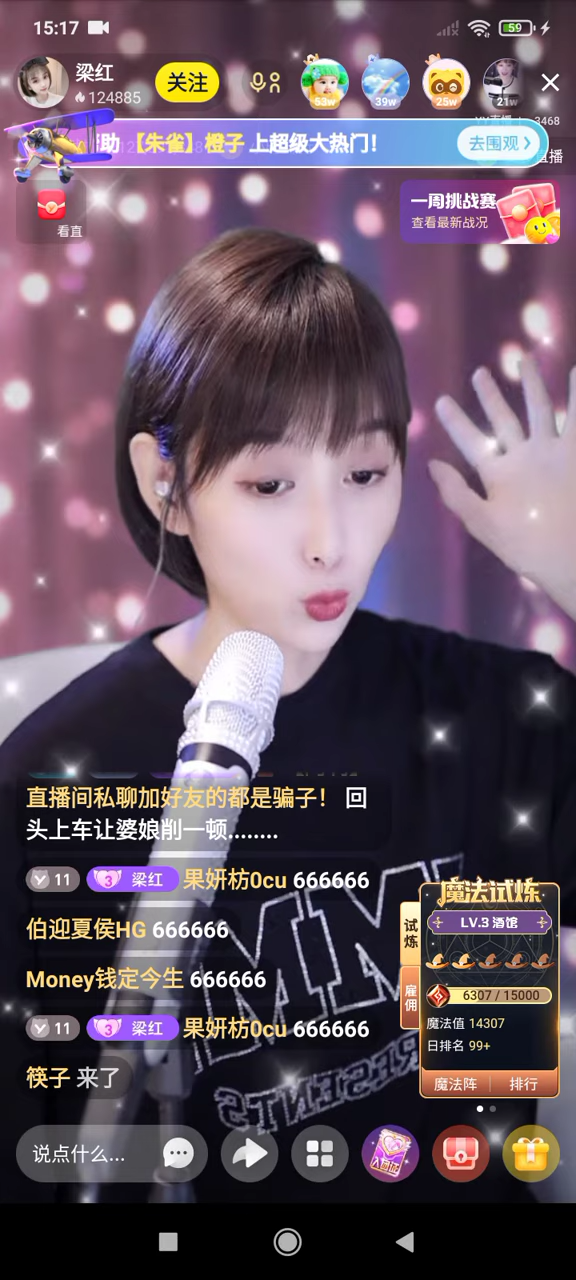 15:17
59
梁红
124885
关注
53w
39w
25w
21w
3468
助 【朱雀】橙子 上超级大热门！
去围观
直播
看直
一周挑战赛
查看最新战况
直播间私聊加好友的都是骗子！ 回
头上车让婆娘削一顿........
11 3 梁红 果妍枋0cu 666666
伯迎夏侯HG 666666
Money钱定今生 666666
11 3 梁红 果妍枋0cu 666666
筷子 来了
魔法试炼
LV.3 酒馆
试炼
雇佣
6307 / 15000
魔法值 14307
日排名 99+
魔法阵
排行
说点什么...